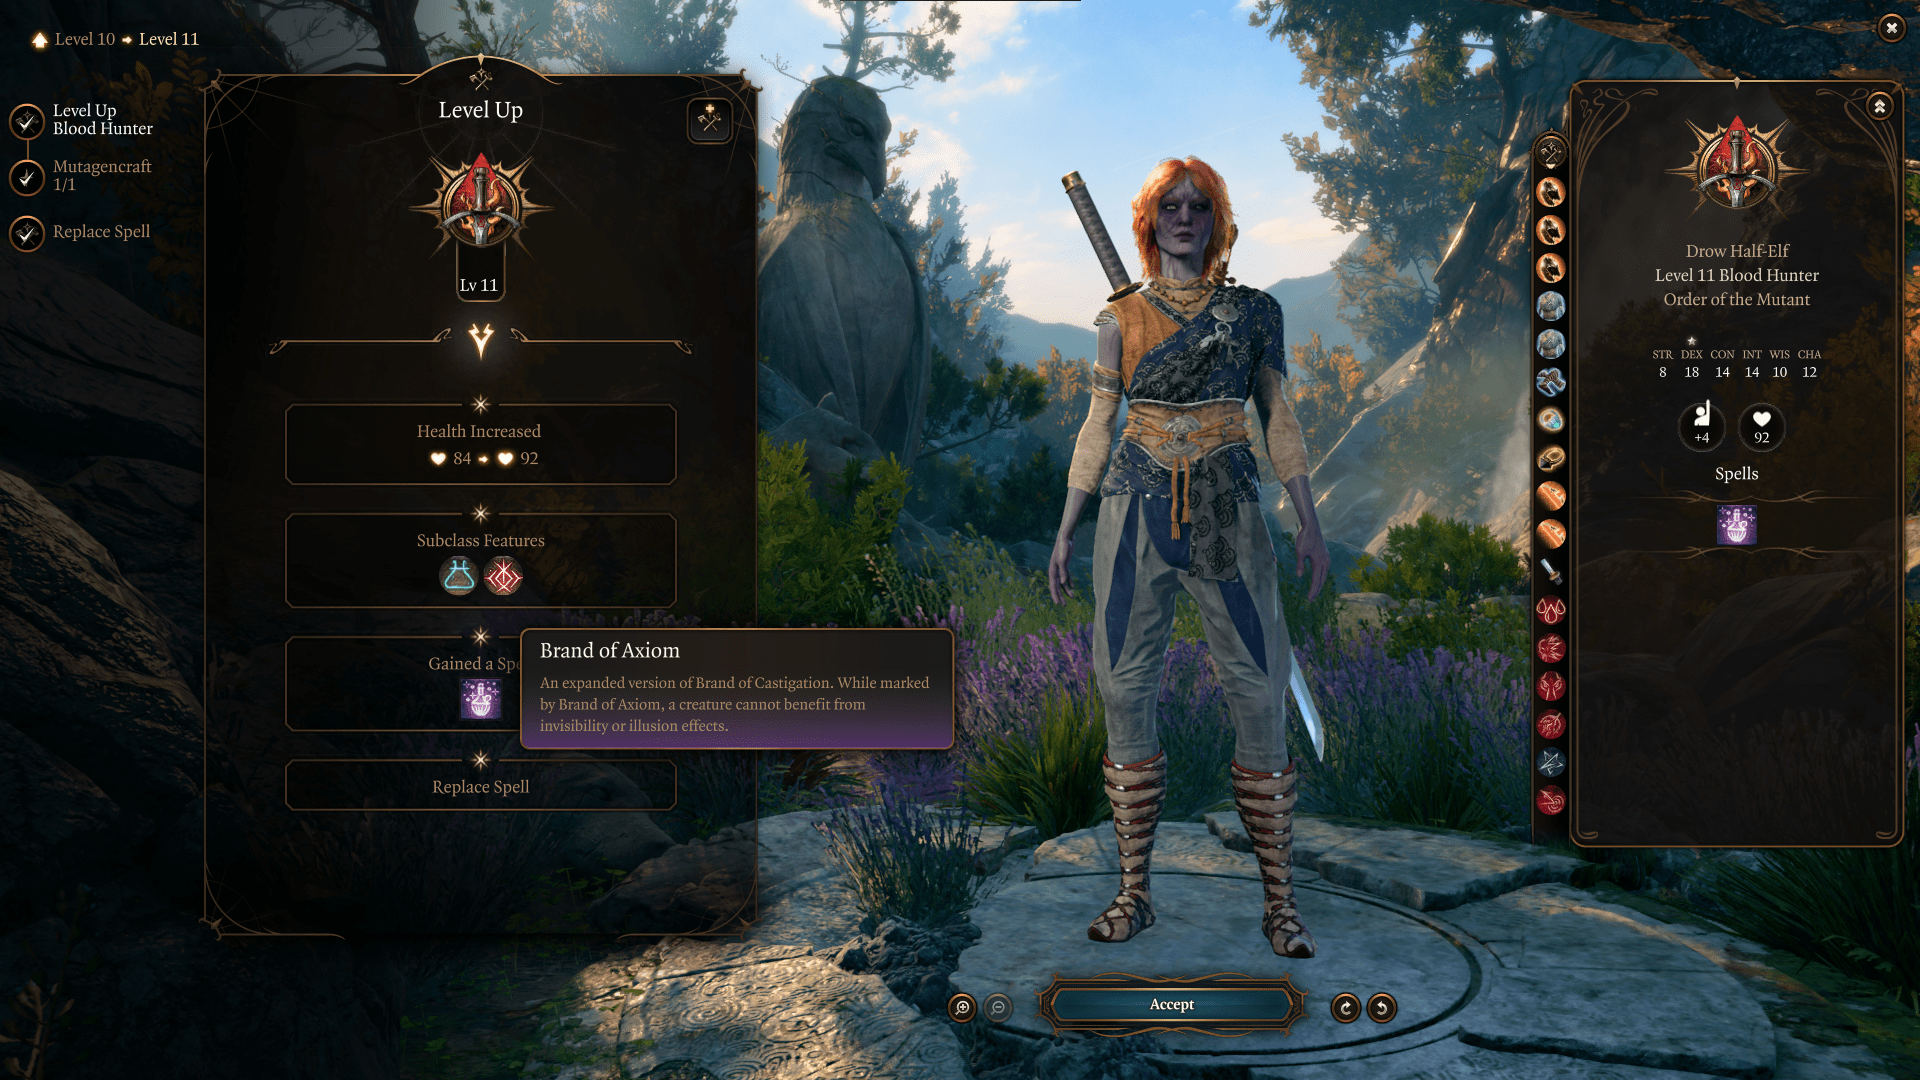 Level 10 Level 11
Level Up
Blood Hunter
Mutagencraft
1/1
Replace Spell
Level Up
Lv 11
Health Increased
84 92
Subclass Features
Gained a Spe
Brand of Axiom
An expanded version of Brand of Castigation. While marked
by Brand of Axiom, a creature cannot benefit from
invisibility or illusion effects.
Replace Spell
Accept
Drow Half-Elf
Level 11 Blood Hunter
Order of the Mutant
STR DEX CON INT WIS CHA
8 18 14 14 10 12
+4 92
Spells